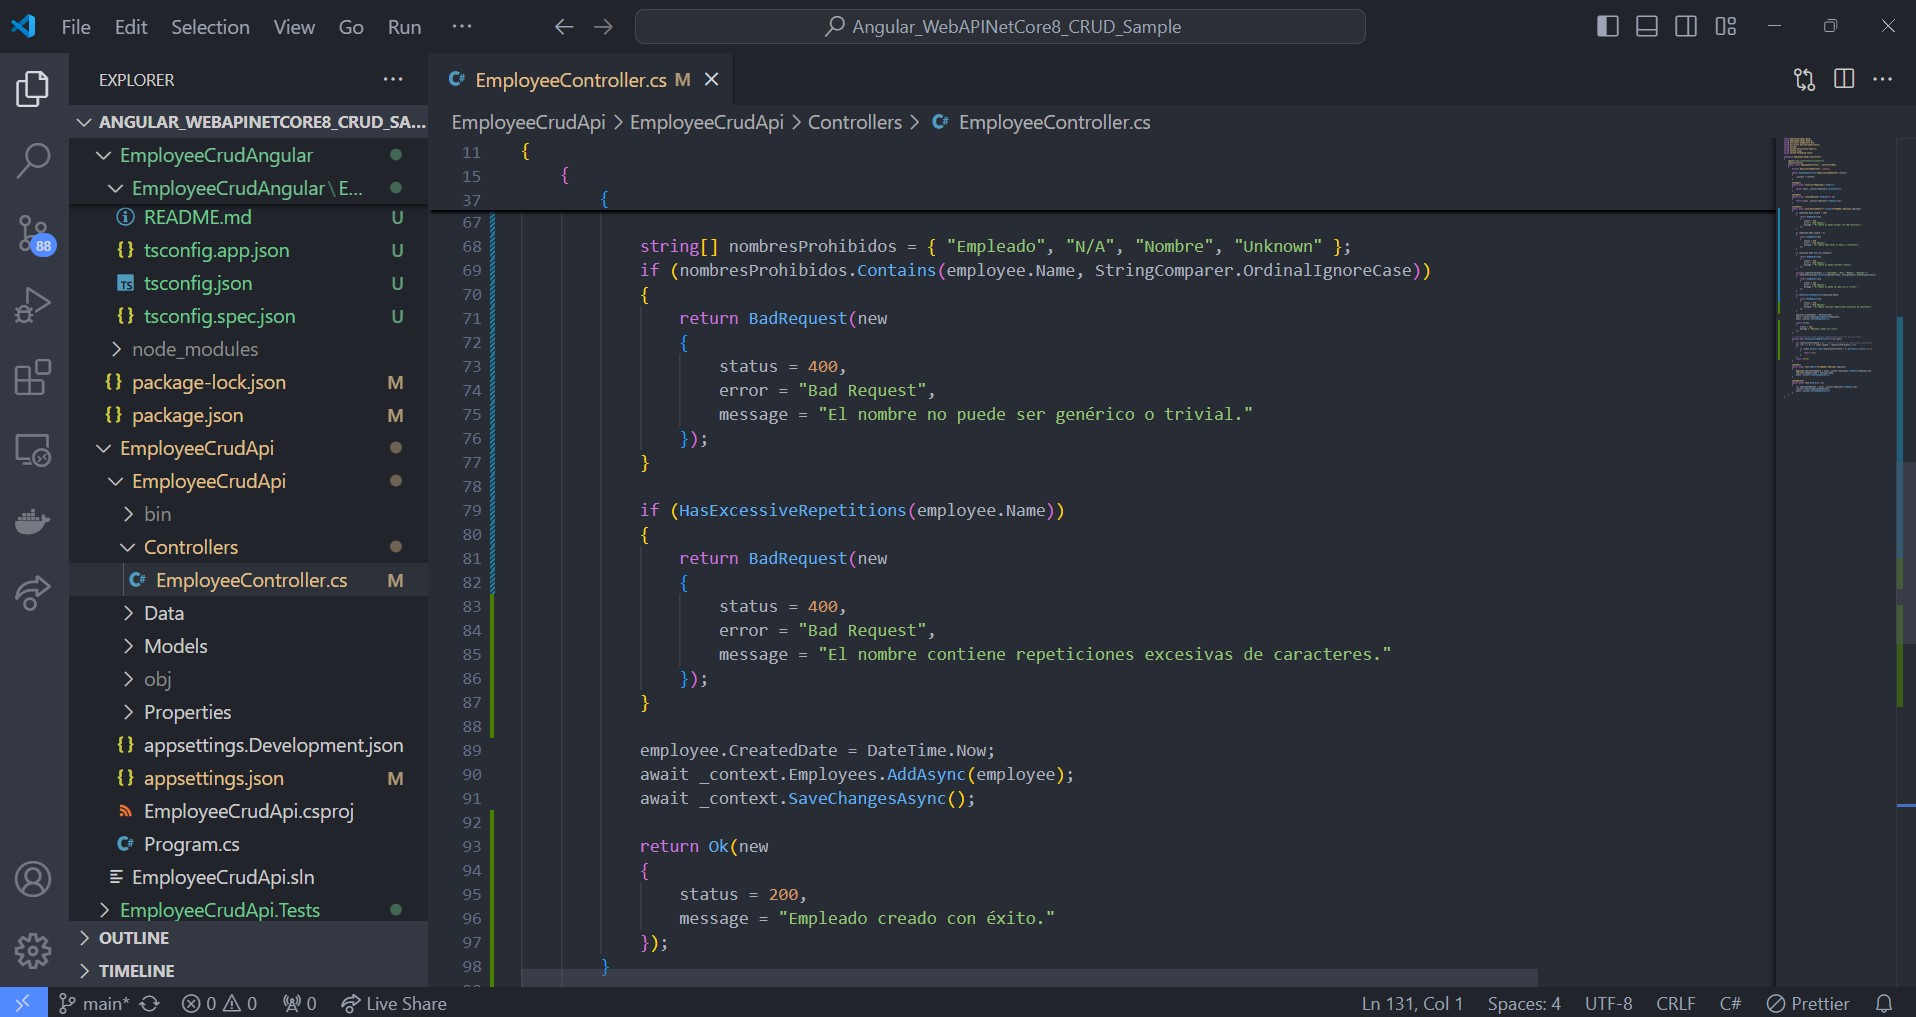 File Edit Selection View Go Run ···
Angular_WebAPINetCore8_CRUD_Sample
EXPLORER
ANGULAR_WEBAPINETCORE8_CRUD_SA...
EmployeeCrudAngular
EmployeeCrudAngular\E...
README.md U
tsconfig.app.json U
tsconfig.json U
tsconfig.spec.json U
node_modules
package-lock.json M
package.json M
EmployeeCrudApi
EmployeeCrudApi
bin
Controllers
EmployeeController.cs M
Data
Models
obj
Properties
appsettings.Development.json
appsettings.json M
EmployeeCrudApi.csproj
Program.cs
EmployeeCrudApi.sln
EmployeeCrudApi.Tests
OUTLINE
TIMELINE
88
EmployeeController.cs M
EmployeeCrudApi > EmployeeCrudApi > Controllers > EmployeeController.cs
11 {
15 {
37 {
67
68 string[] nombresProhibidos = { "Empleado", "N/A", "Nombre", "Unknown" };
69 if (nombresProhibidos.Contains(employee.Name, StringComparer.OrdinalIgnoreCase))
70 {
71 return BadRequest(new
72 {
73 status = 400,
74 error = "Bad Request",
75 message = "El nombre no puede ser genérico o trivial."
76 });
77 }
78
79 if (HasExcessiveRepetitions(employee.Name))
80 {
81 return BadRequest(new
82 {
83 status = 400,
84 error = "Bad Request",
85 message = "El nombre contiene repeticiones excesivas de caracteres."
86 });
87 }
88
89 employee.CreatedDate = DateTime.Now;
90 await _context.Employees.AddAsync(employee);
91 await _context.SaveChangesAsync();
92
93 return Ok(new
94 {
95 status = 200,
96 message = "Empleado creado con éxito."
97 });
98 }
main* 0 0 0 Live Share
Ln 131, Col 1 Spaces: 4 UTF-8 CRLF C# Prettier